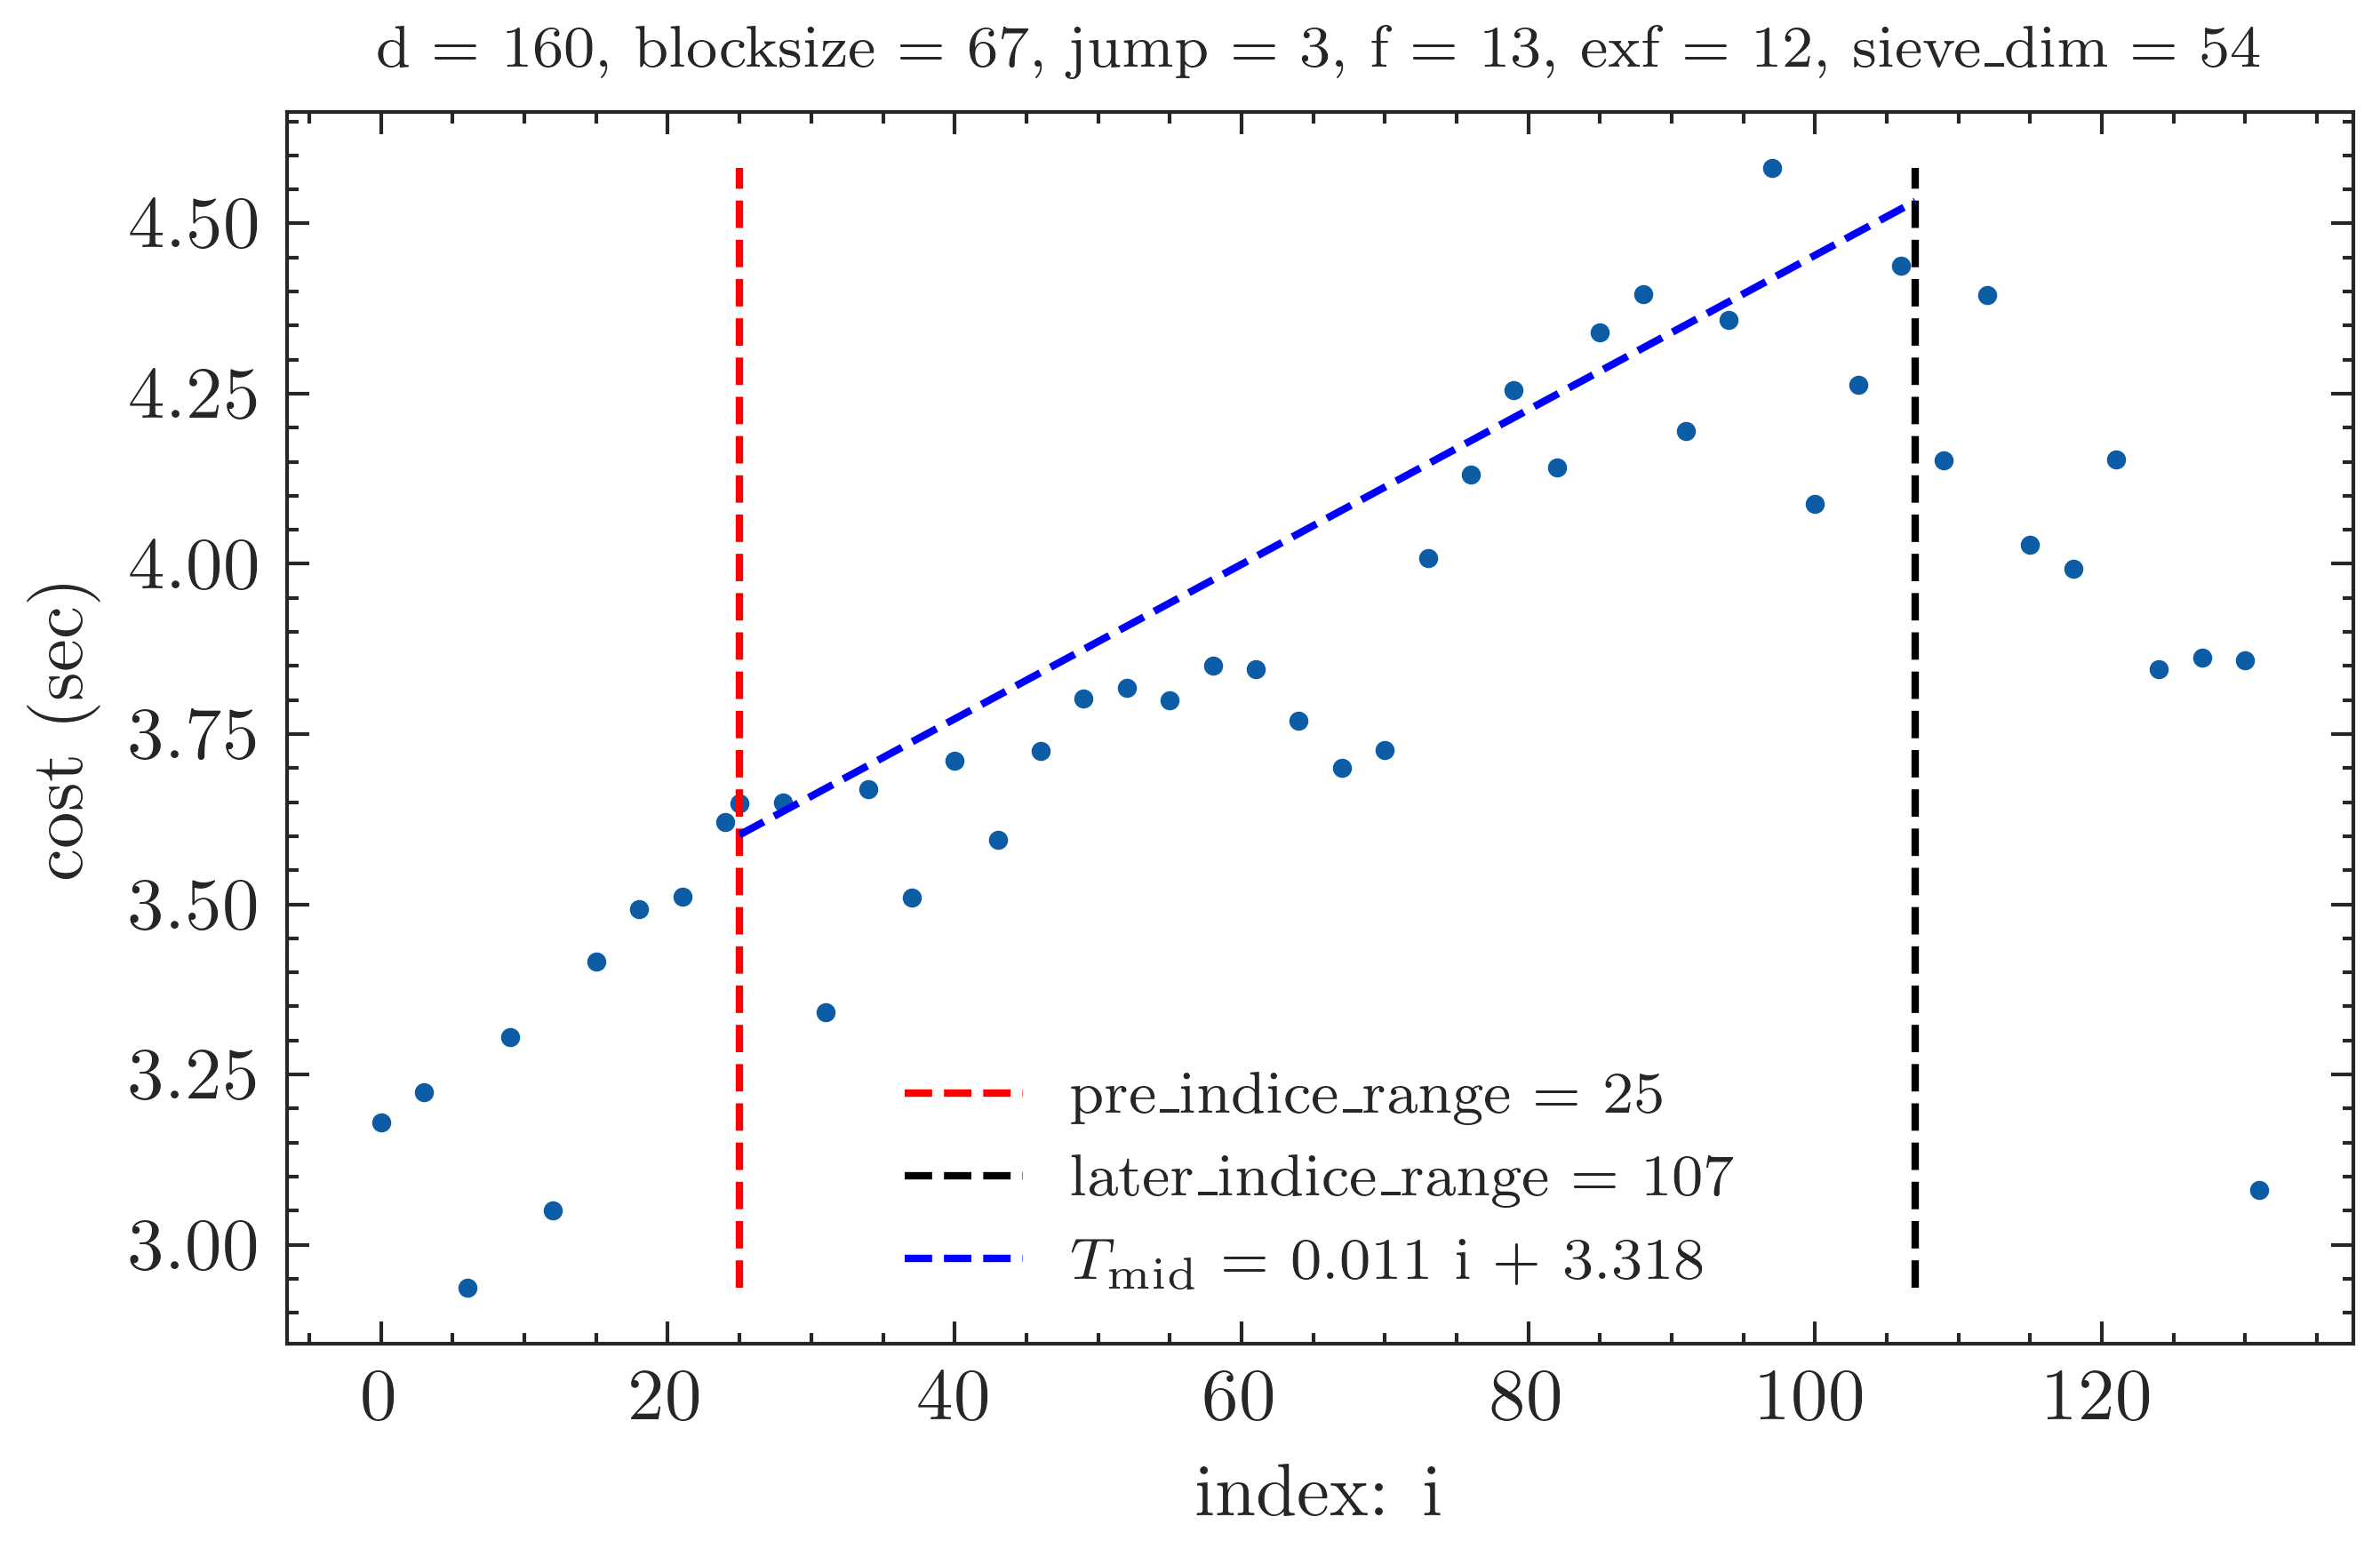 d = 160, blocksize = 67, jump = 3, f = 13, exf = 12, sieve_dim = 54
cost (sec)
4.50
4.25
4.00
3.75
3.50
3.25
3.00
pre_indice_range = 25
later_indice_range = 107
T_mid = 0.011 i + 3.318
0 20 40 60 80 100 120
index: i